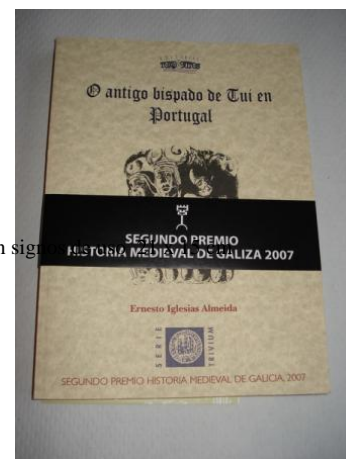 O antigo bispado de Tui en
Portugal
SEGUNDO PREMIO
HISTORIA MEDIEVAL DE GALIZA 2007
Ernesto Iglesias Almeida
SERIE
TRIVIUM
SEGUNDO PREMIO HISTORIA MEDIEVAL DE GALICIA, 2007